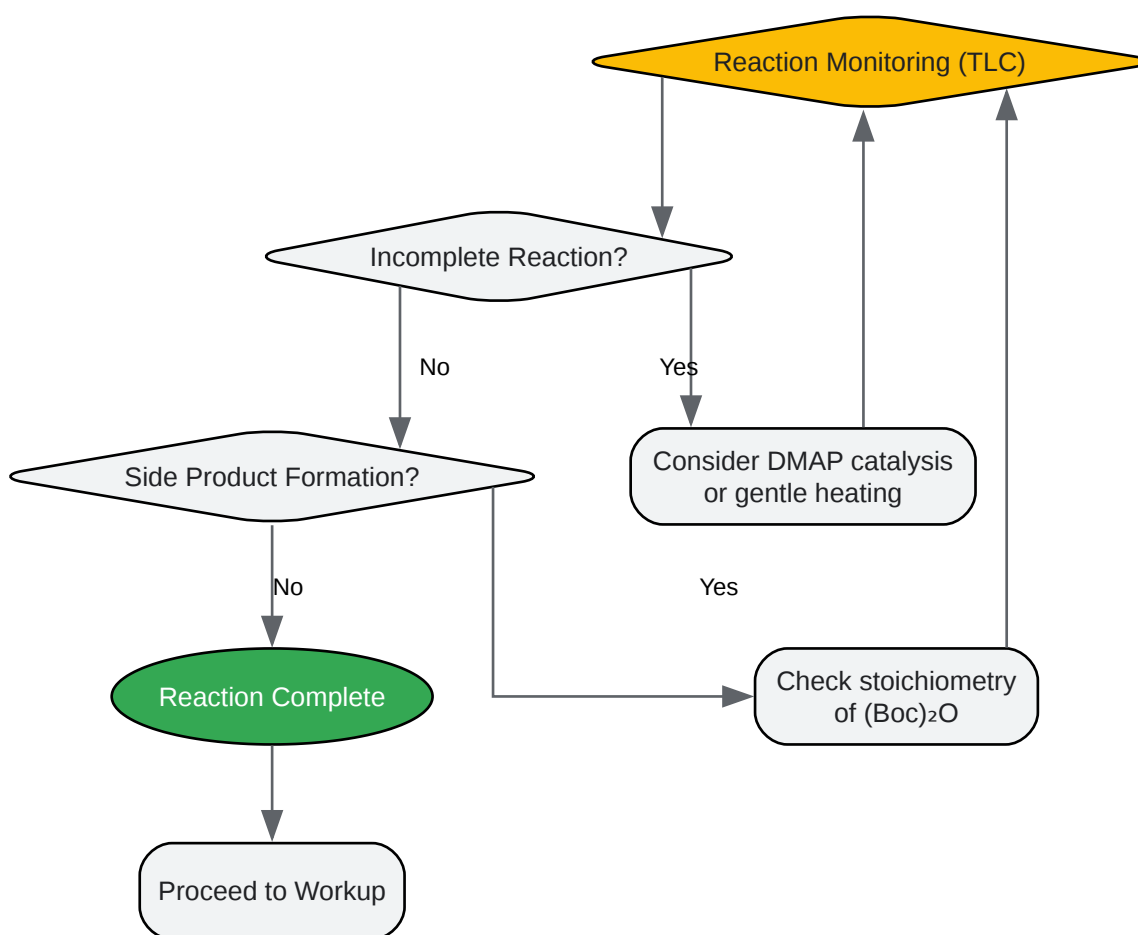 Reaction Monitoring (TLC)
Incomplete Reaction?
No
Yes
Side Product Formation?
Consider DMAP catalysis
or gentle heating
No
Yes
Reaction Complete
Check stoichiometry
of (Boc)₂O
Proceed to Workup